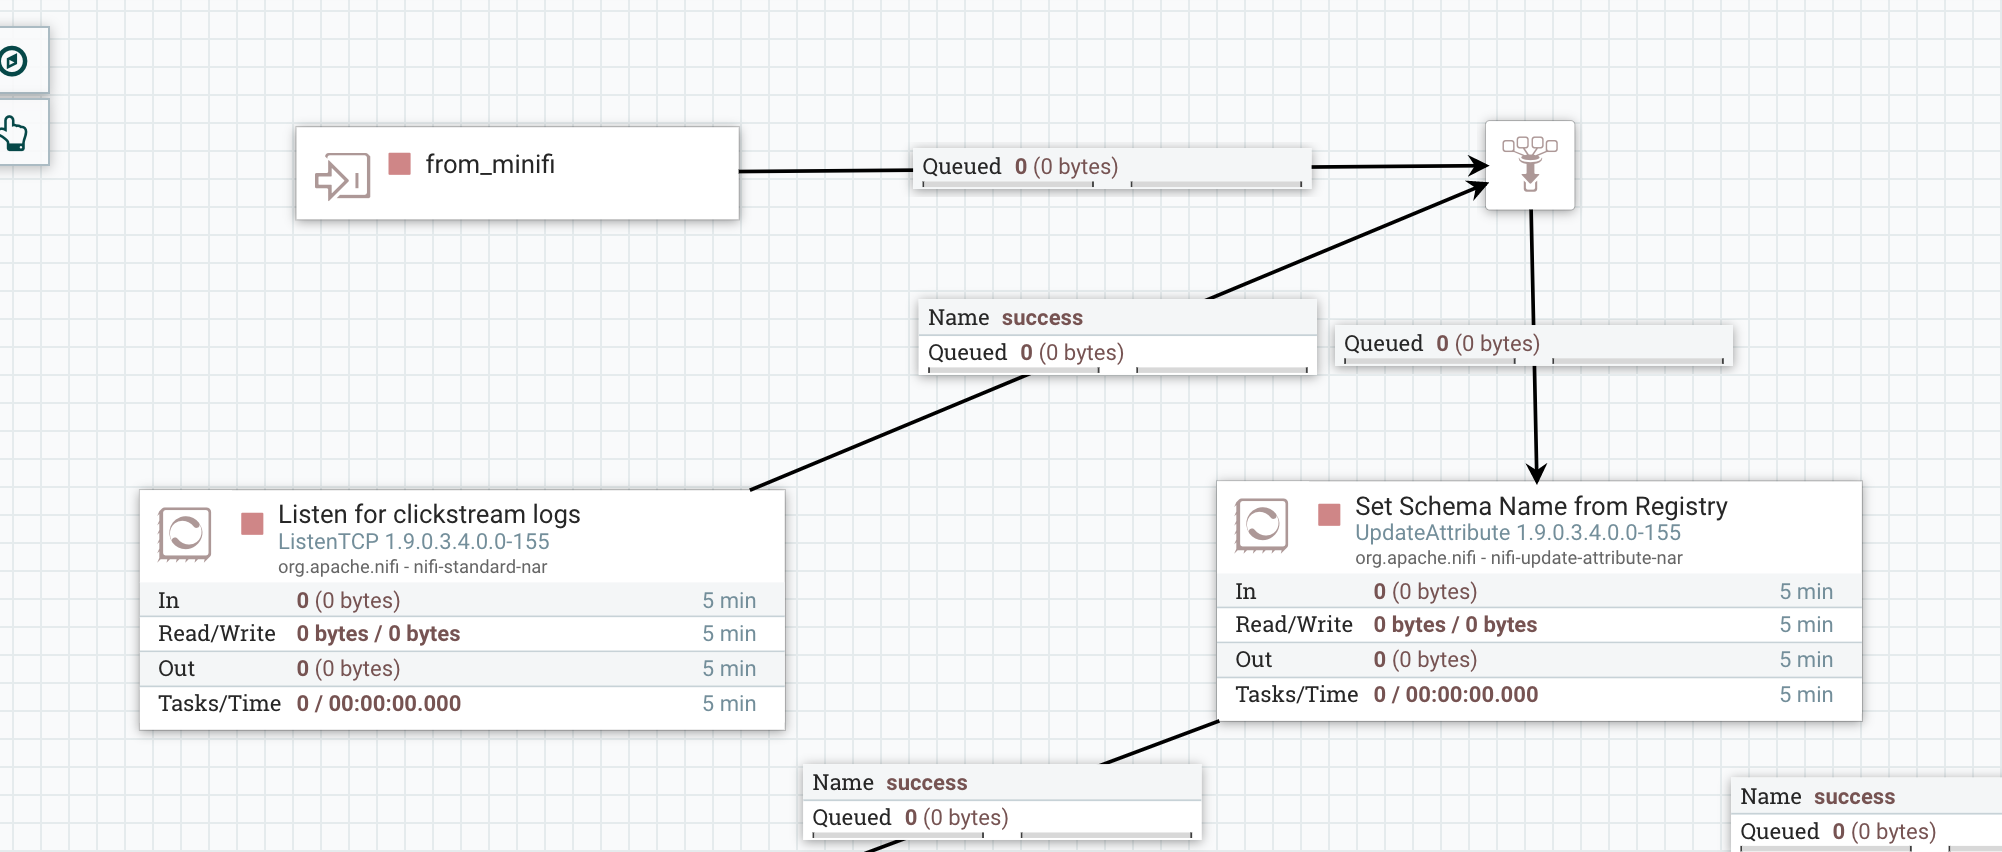 from_minifi
Queued 0 (0 bytes)
Name success
Queued 0 (0 bytes)
Queued 0 (0 bytes)
Listen for clickstream logs
ListenTCP 1.9.0.3.4.0.0-155
org.apache.nifi - nifi-standard-nar
In 0 (0 bytes) 5 min
Read/Write 0 bytes / 0 bytes 5 min
Out 0 (0 bytes) 5 min
Tasks/Time 0 / 00:00:00.000 5 min
Set Schema Name from Registry
UpdateAttribute 1.9.0.3.4.0.0-155
org.apache.nifi - nifi-update-attribute-nar
In 0 (0 bytes) 5 min
Read/Write 0 bytes / 0 bytes 5 min
Out 0 (0 bytes) 5 min
Tasks/Time 0 / 00:00:00.000 5 min
Name success
Queued 0 (0 bytes)
Name success
Queued 0 (0 bytes)